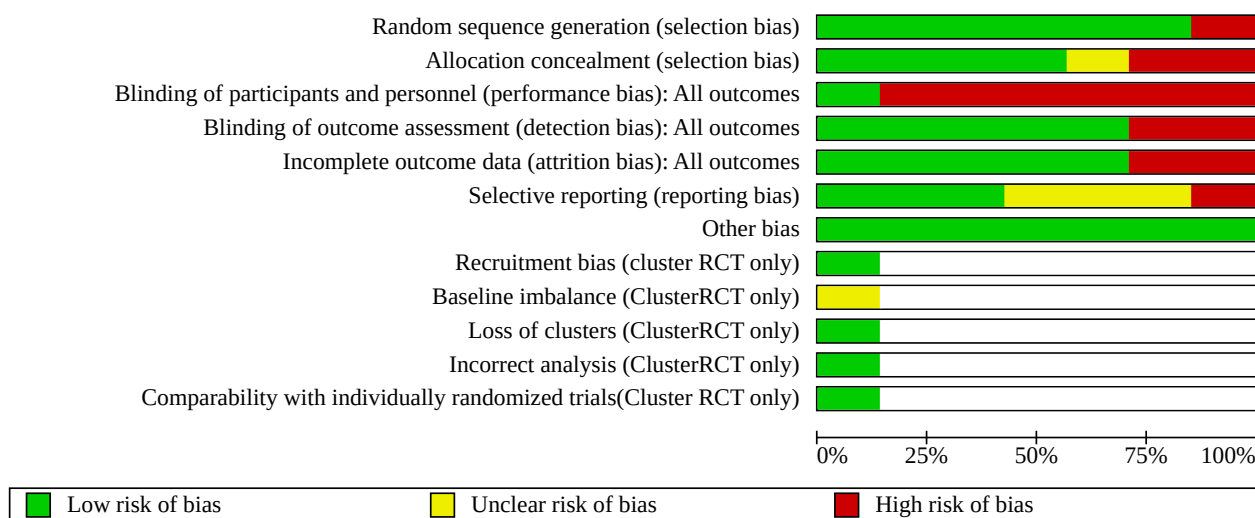 Random sequence generation (selection bias)
Allocation concealment (selection bias)
Blinding of participants and personnel (performance bias): All outcomes
Blinding of outcome assessment (detection bias): All outcomes
Incomplete outcome data (attrition bias): All outcomes
Selective reporting (reporting bias)
Other bias
Recruitment bias (cluster RCT only)
Baseline imbalance (ClusterRCT only)
Loss of clusters (ClusterRCT only)
Incorrect analysis (ClusterRCT only)
Comparability with individually randomized trials(Cluster RCT only)
0% 25% 50% 75% 100%
Low risk of bias Unclear risk of bias High risk of bias